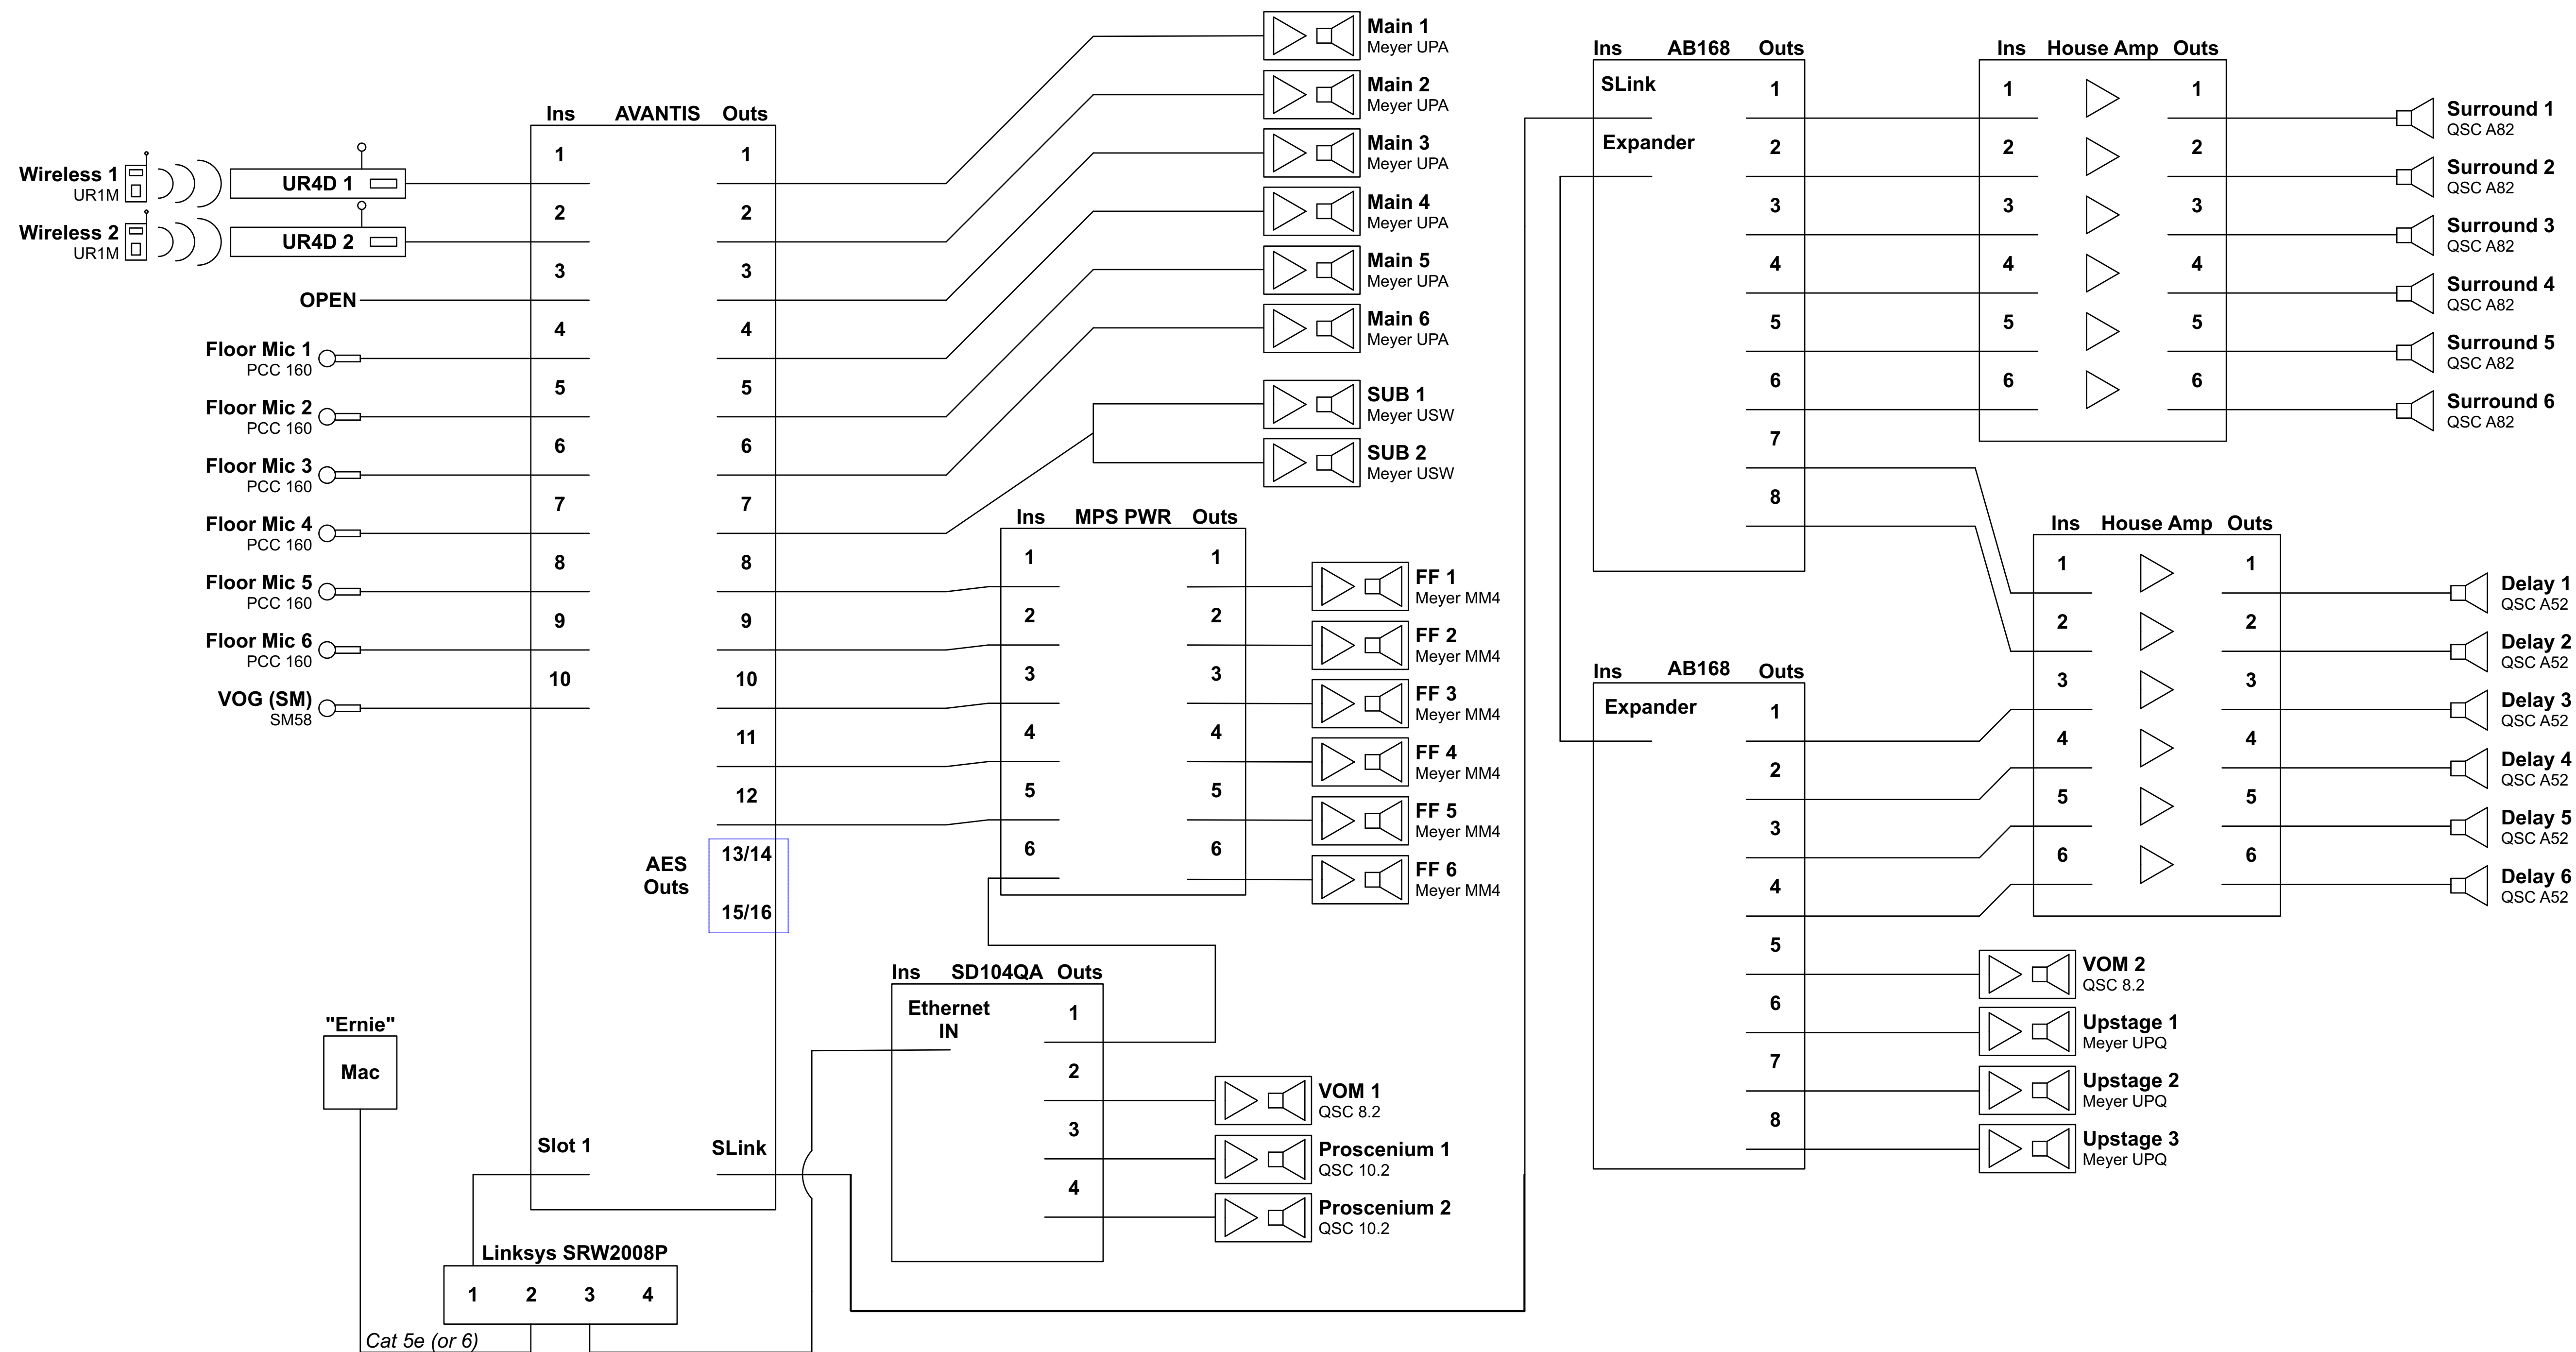 Wireless 1
UR1M
UR4D 1
Wireless 2
UR1M
UR4D 2
OPEN
Floor Mic 1
PCC 160
Floor Mic 2
PCC 160
Floor Mic 3
PCC 160
Floor Mic 4
PCC 160
Floor Mic 5
PCC 160
Floor Mic 6
PCC 160
VOG (SM)
SM58
"Ernie"
Mac
Cat 5e (or 6)
Linksys SRW2008P
1 2 3 4
Ins AVANTIS Outs
1 1
2 2
3 3
4 4
5 5
6 6
7 7
8 8
9 9
10 10
11
12
AES
Outs
13/14
15/16
Slot 1 SLink
Main 1
Meyer UPA
Main 2
Meyer UPA
Main 3
Meyer UPA
Main 4
Meyer UPA
Main 5
Meyer UPA
Main 6
Meyer UPA
SUB 1
Meyer USW
SUB 2
Meyer USW
Ins MPS PWR Outs
1 1
2 2
3 3
4 4
5 5
6 6
FF 1
Meyer MM4
FF 2
Meyer MM4
FF 3
Meyer MM4
FF 4
Meyer MM4
FF 5
Meyer MM4
FF 6
Meyer MM4
Ins SD104QA Outs
Ethernet
IN
1
2
3
4
VOM 1
QSC 8.2
Proscenium 1
QSC 10.2
Proscenium 2
QSC 10.2
Ins AB168 Outs
SLink
Expander
1
2
3
4
5
6
7
8
Ins House Amp Outs
1 1
2 2
3 3
4 4
5 5
6 6
Surround 1
QSC A82
Surround 2
QSC A82
Surround 3
QSC A82
Surround 4
QSC A82
Surround 5
QSC A82
Surround 6
QSC A82
Ins House Amp Outs
1 1
2 2
3 3
4 4
5 5
6 6
Delay 1
QSC A52
Delay 2
QSC A52
Delay 3
QSC A52
Delay 4
QSC A52
Delay 5
QSC A52
Delay 6
QSC A52
Ins AB168 Outs
Expander
1
2
3
4
5
6
7
8
VOM 2
QSC 8.2
Upstage 1
Meyer UPQ
Upstage 2
Meyer UPQ
Upstage 3
Meyer UPQ